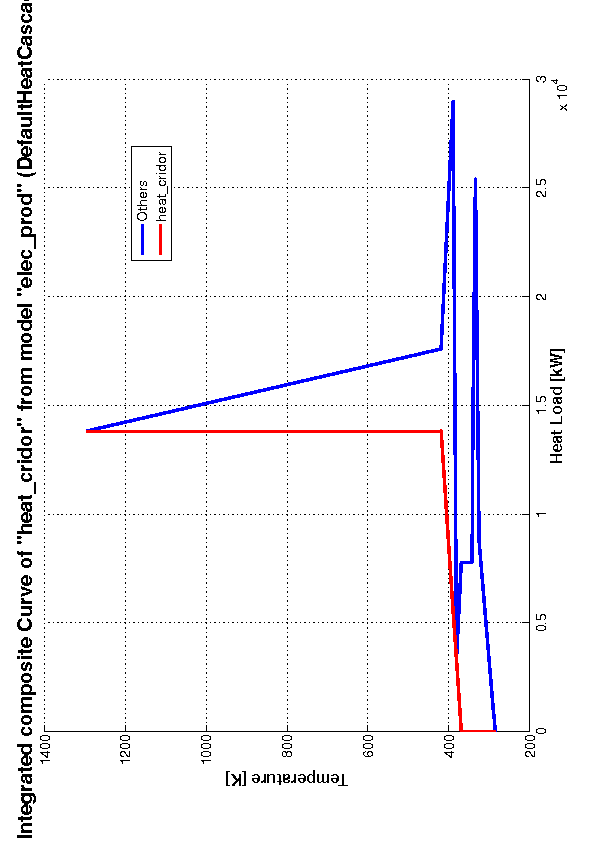 Integrated composite Curve of "heat_cridor" from model "elec_prod" (DefaultHeatCasca
1400
1200
1000
800
600
400
200
Temperature [K]
Others
heat_cridor
0
0.5
1
1.5
2
2.5
3
x 10^4
Heat Load [kW]